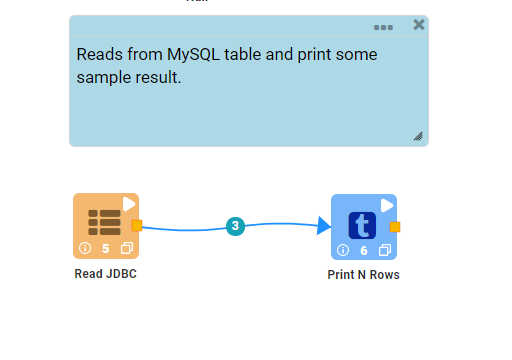 Reads from MySQL table and print some
sample result.
3
5
t
6
Read JDBC
Print N Rows